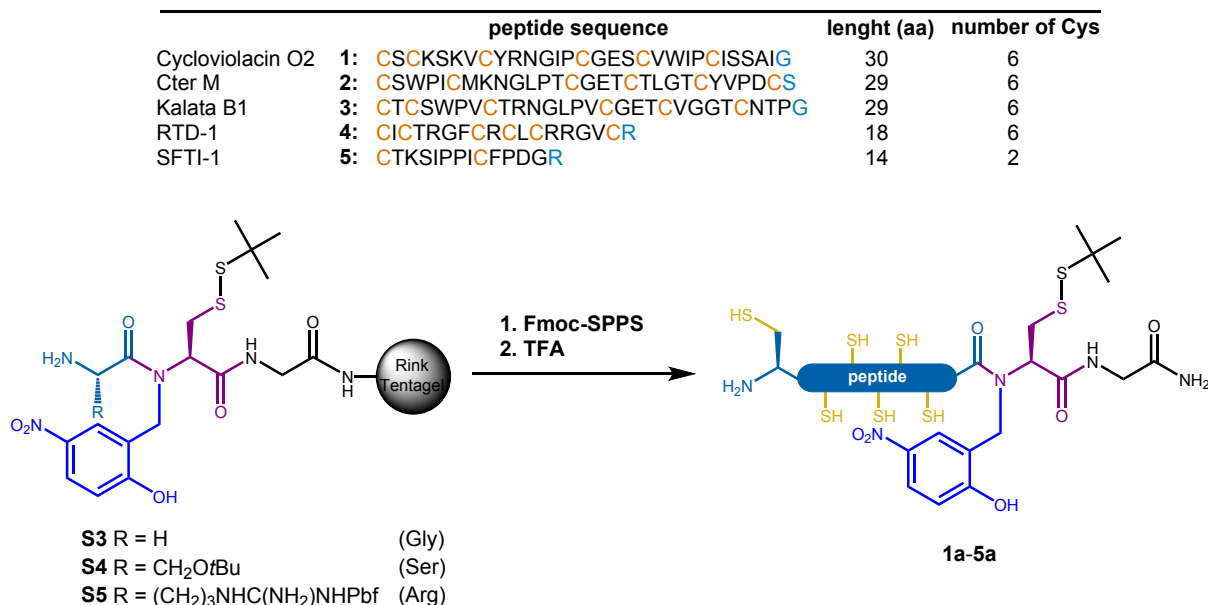 peptide sequence lenght (aa) number of Cys
Cycloviolacin O2 1: CSCKSKVCYRNGIPCGESCVWIPCISSAIG 30 6
Cter M 2: CSWPICMKNGLPTCGETCTLGTCYVPDCS 29 6
Kalata B1 3: CTCSWPVCTRNGLPVCGETCVGGTCNTPG 29 6
RTD-1 4: CICTRGFCRCLCRRGVCR 18 6
SFTI-1 5: CTKSIPPICFPDGR 14 2
S
S
O
H2N
N
R
O
H
N
O
N
H
Rink
Tentagel
O2N
OH
1. Fmoc-SPPS
2. TFA
HS
H2N
SH
SH
peptide
SH
SH
SH
O
N
S
S
O
H
N
O
NH2
O2N
OH
S3 R = H (Gly)
S4 R = CH2OtBu (Ser)
S5 R = (CH2)3NHC(NH2)NHPbf (Arg)
1a-5a